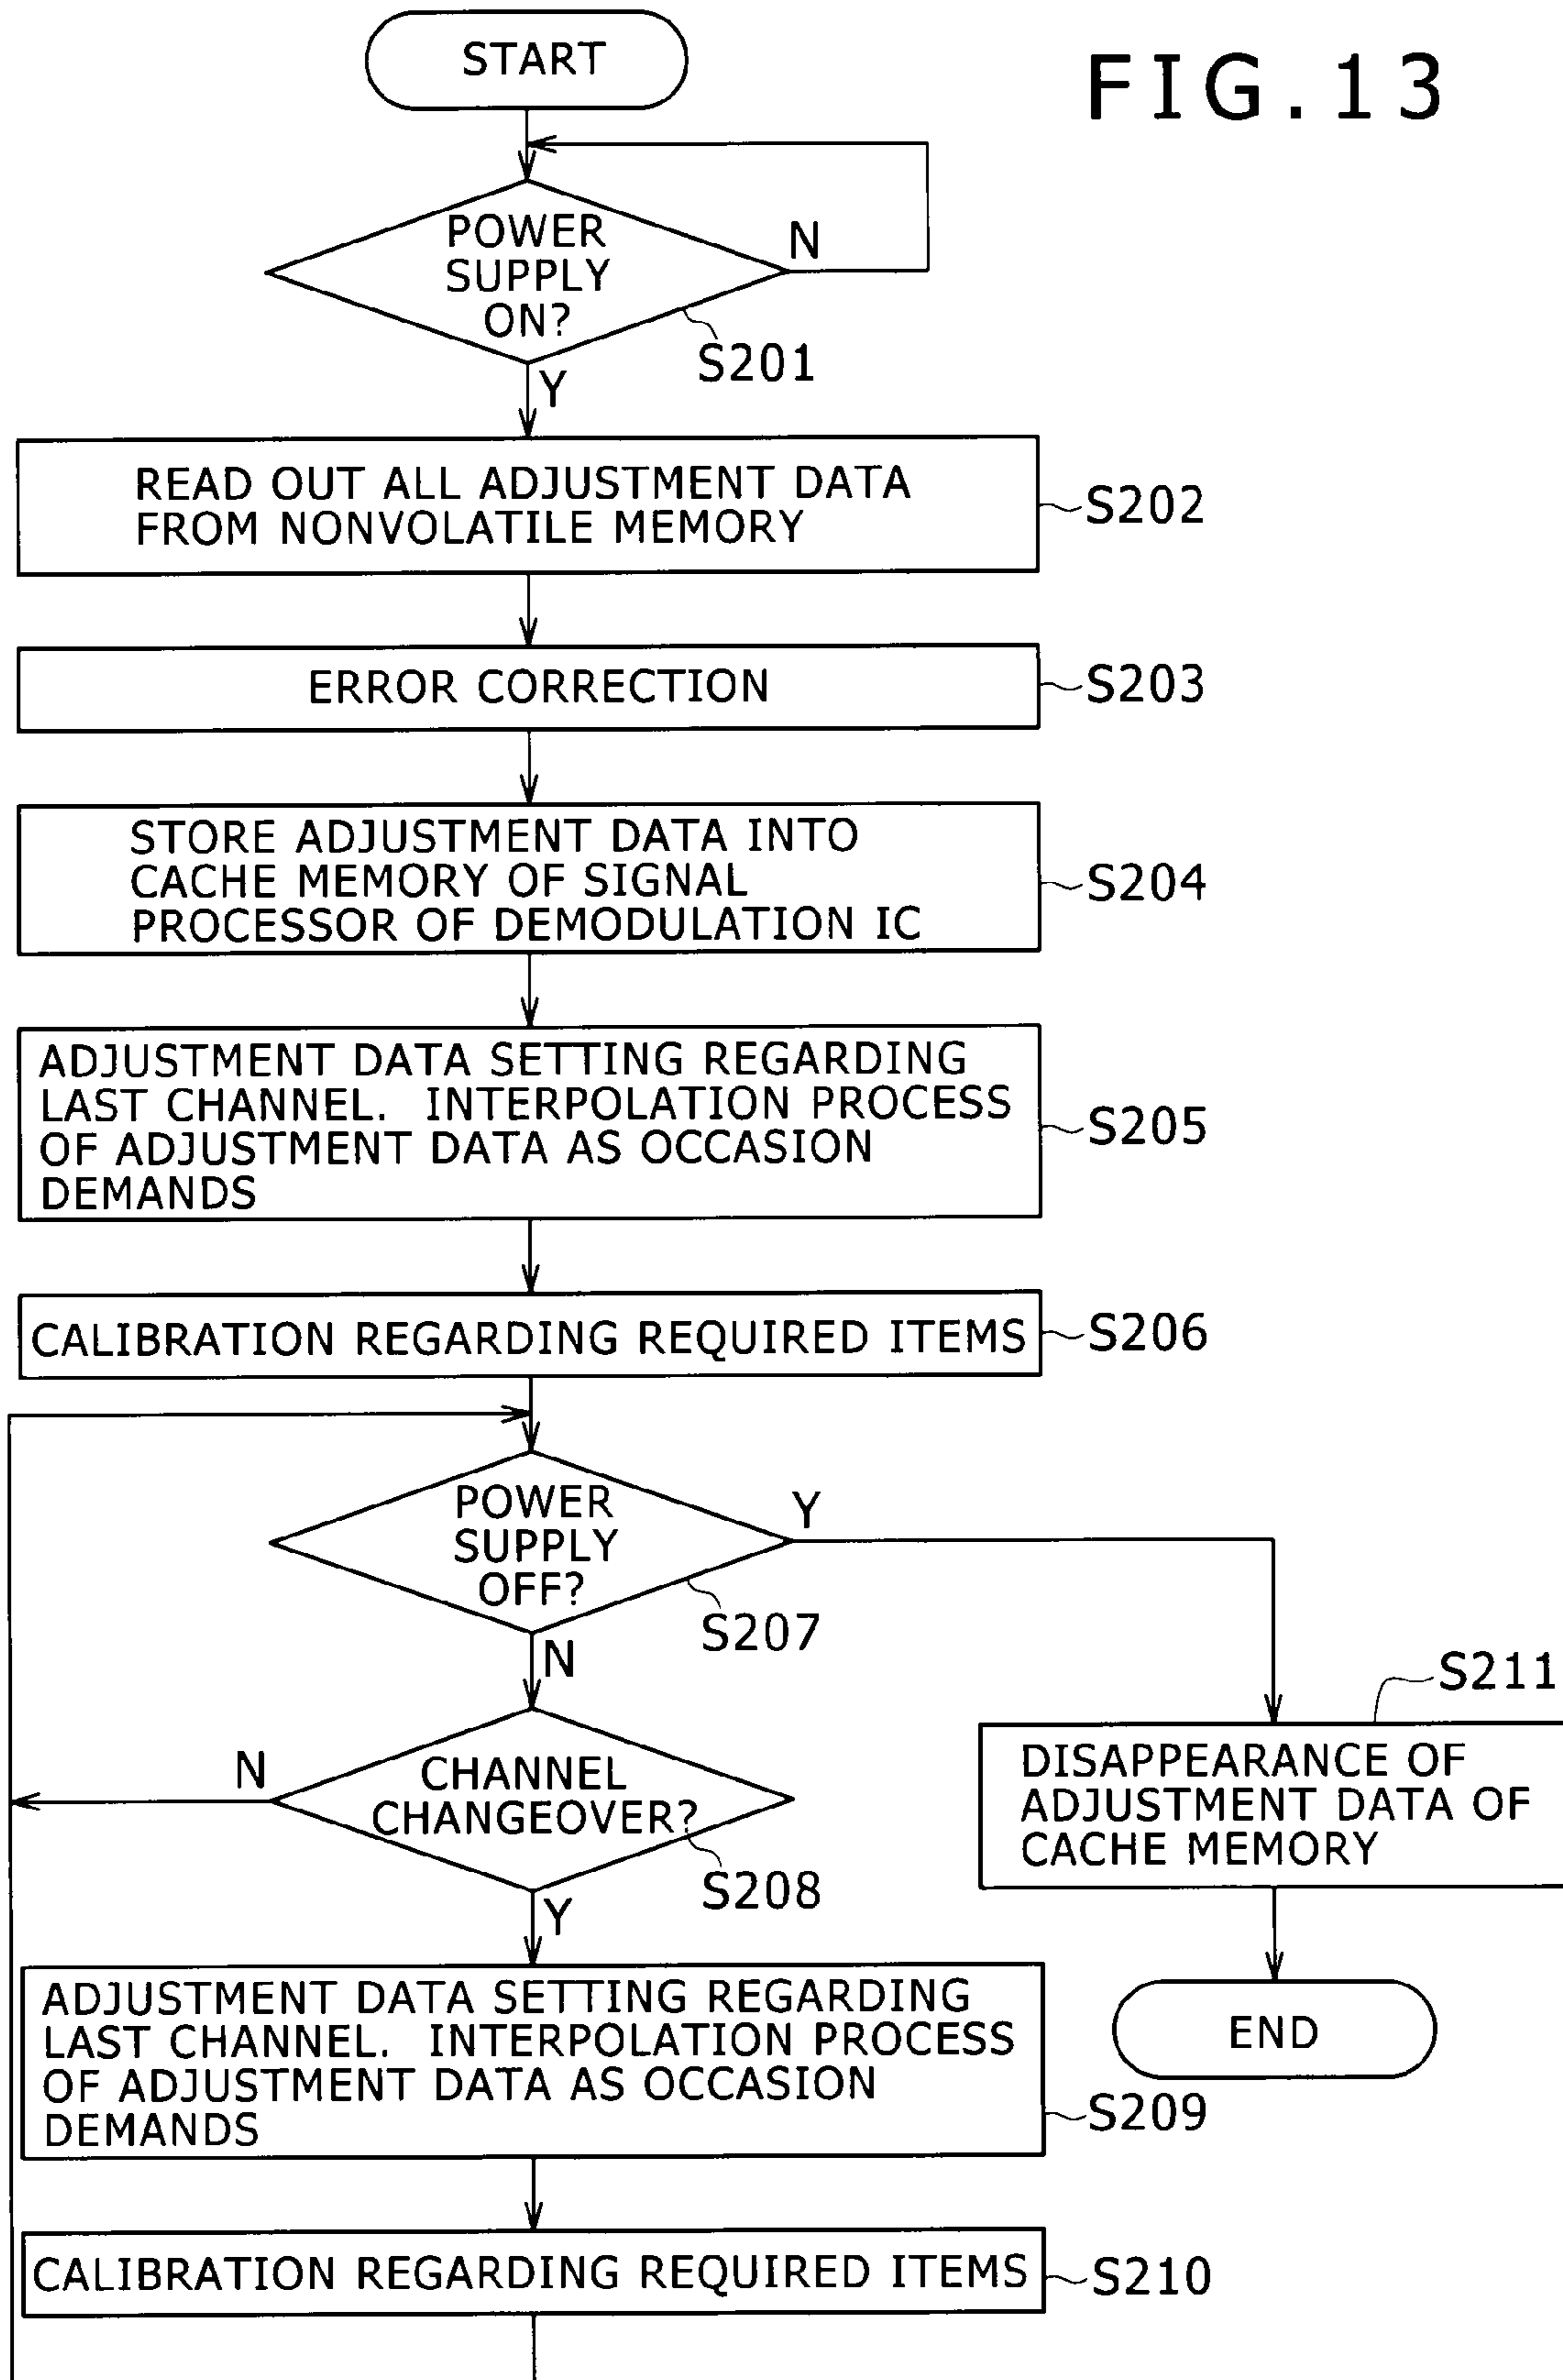 FIG.13
START
POWER
SUPPLY
ON?
N
S201
Y
READ OUT ALL ADJUSTMENT DATA
FROM NONVOLATILE MEMORY
S202
ERROR CORRECTION
S203
STORE ADJUSTMENT DATA INTO
CACHE MEMORY OF SIGNAL
PROCESSOR OF DEMODULATION IC
S204
ADJUSTMENT DATA SETTING REGARDING
LAST CHANNEL. INTERPOLATION PROCESS
OF ADJUSTMENT DATA AS OCCASION
DEMANDS
S205
CALIBRATION REGARDING REQUIRED ITEMS
S206
POWER
SUPPLY
OFF?
Y
S207
N
CHANNEL
CHANGEOVER?
N
S208
Y
S211
DISAPPEARANCE OF
ADJUSTMENT DATA OF
CACHE MEMORY
END
ADJUSTMENT DATA SETTING REGARDING
LAST CHANNEL. INTERPOLATION PROCESS
OF ADJUSTMENT DATA AS OCCASION
DEMANDS
S209
CALIBRATION REGARDING REQUIRED ITEMS
S210